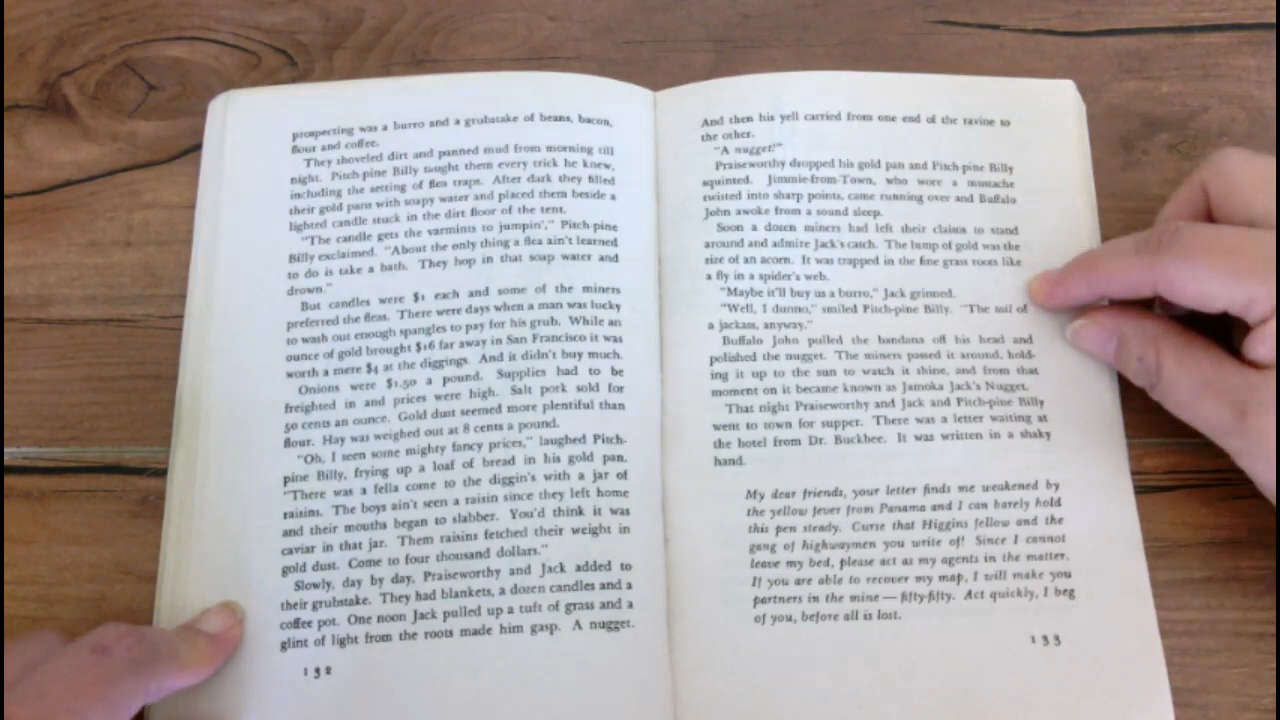 prospecting was a burro and a grubstake of beans, bacon,
flour and coffee.
They shoveled dirt and panned mud from morning till
night. Pitch-pine Billy taught them every trick he knew,
including the setting of flea traps. After dark they filled
their gold pans with soapy water and placed them beside a
lighted candle stuck in the dirt floor of the tent.
"The candle gets the varmints to jumpin'," Pitch-pine
Billy exclaimed. "About the only thing a flea ain't learned
to do is take a bath. They hop in that soap water and
drown."
But candles were $1 each and some of the miners
preferred the fleas. There were days when a man was lucky
to wash out enough spangles to pay for his grub. While an
ounce of gold brought $16 far away in San Francisco it was
worth a mere $4 at the diggings. And it didn't buy much.
Onions were $1.50 a pound. Supplies had to be
freighted in and prices were high. Salt pork sold for
50 cents an ounce. Gold dust seemed more plentiful than
flour. Hay was weighed out at 8 cents a pound.
"Oh, I seen some mighty fancy prices," laughed Pitch-
pine Billy, frying up a loaf of bread in his gold pan.
"There was a fella come to the diggin's with a jar of
raisins. The boys ain't seen a raisin since they left home
and their mouths began to slabber. You'd think it was
caviar in that jar. Them raisins fetched their weight in
gold dust. Come to four thousand dollars."
Slowly, day by day, Praiseworthy and Jack added to
their grubstake. They had blankets, a dozen candles and a
coffee pot. One noon Jack pulled up a tuft of grass and a
glint of light from the roots made him gasp. A nugget.
132
And then his yell carried from one end of the ravine to
the other.
"A nugget!"
Praiseworthy dropped his gold pan and Pitch-pine Billy
squinted. Jimmie-from-Town, who wore a mustache
twisted into sharp points, came running over and Buffalo
John awoke from a sound sleep.
Soon a dozen miners had left their claims to stand
around and admire Jack's catch. The lump of gold was the
size of an acorn. It was trapped in the fine grass roots like
a fly in a spider's web.
"Maybe it'll buy us a burro," Jack grinned.
"Well, I dunno," smiled Pitch-pine Billy. "The tail of
a jackass, anyway."
Buffalo John pulled the bandana off his head and
polished the nugget. The miners passed it around, hold-
ing it up to the sun to watch it shine, and from that
moment on it became known as Jamoka Jack's Nugget.
That night Praiseworthy and Jack and Pitch-pine Billy
went to town for supper. There was a letter waiting at
the hotel from Dr. Buckbee. It was written in a shaky
hand.
My dear friends, your letter finds me weakened by
the yellow fever from Panama and I can barely hold
this pen steady. Curse that Higgins fellow and the
gang of highwaymen you write of! Since I cannot
leave my bed, please act as my agents in the matter.
If you are able to recover my map, I will make you
partners in the mine — fifty-fifty. Act quickly, I beg
of you, before all is lost.
133